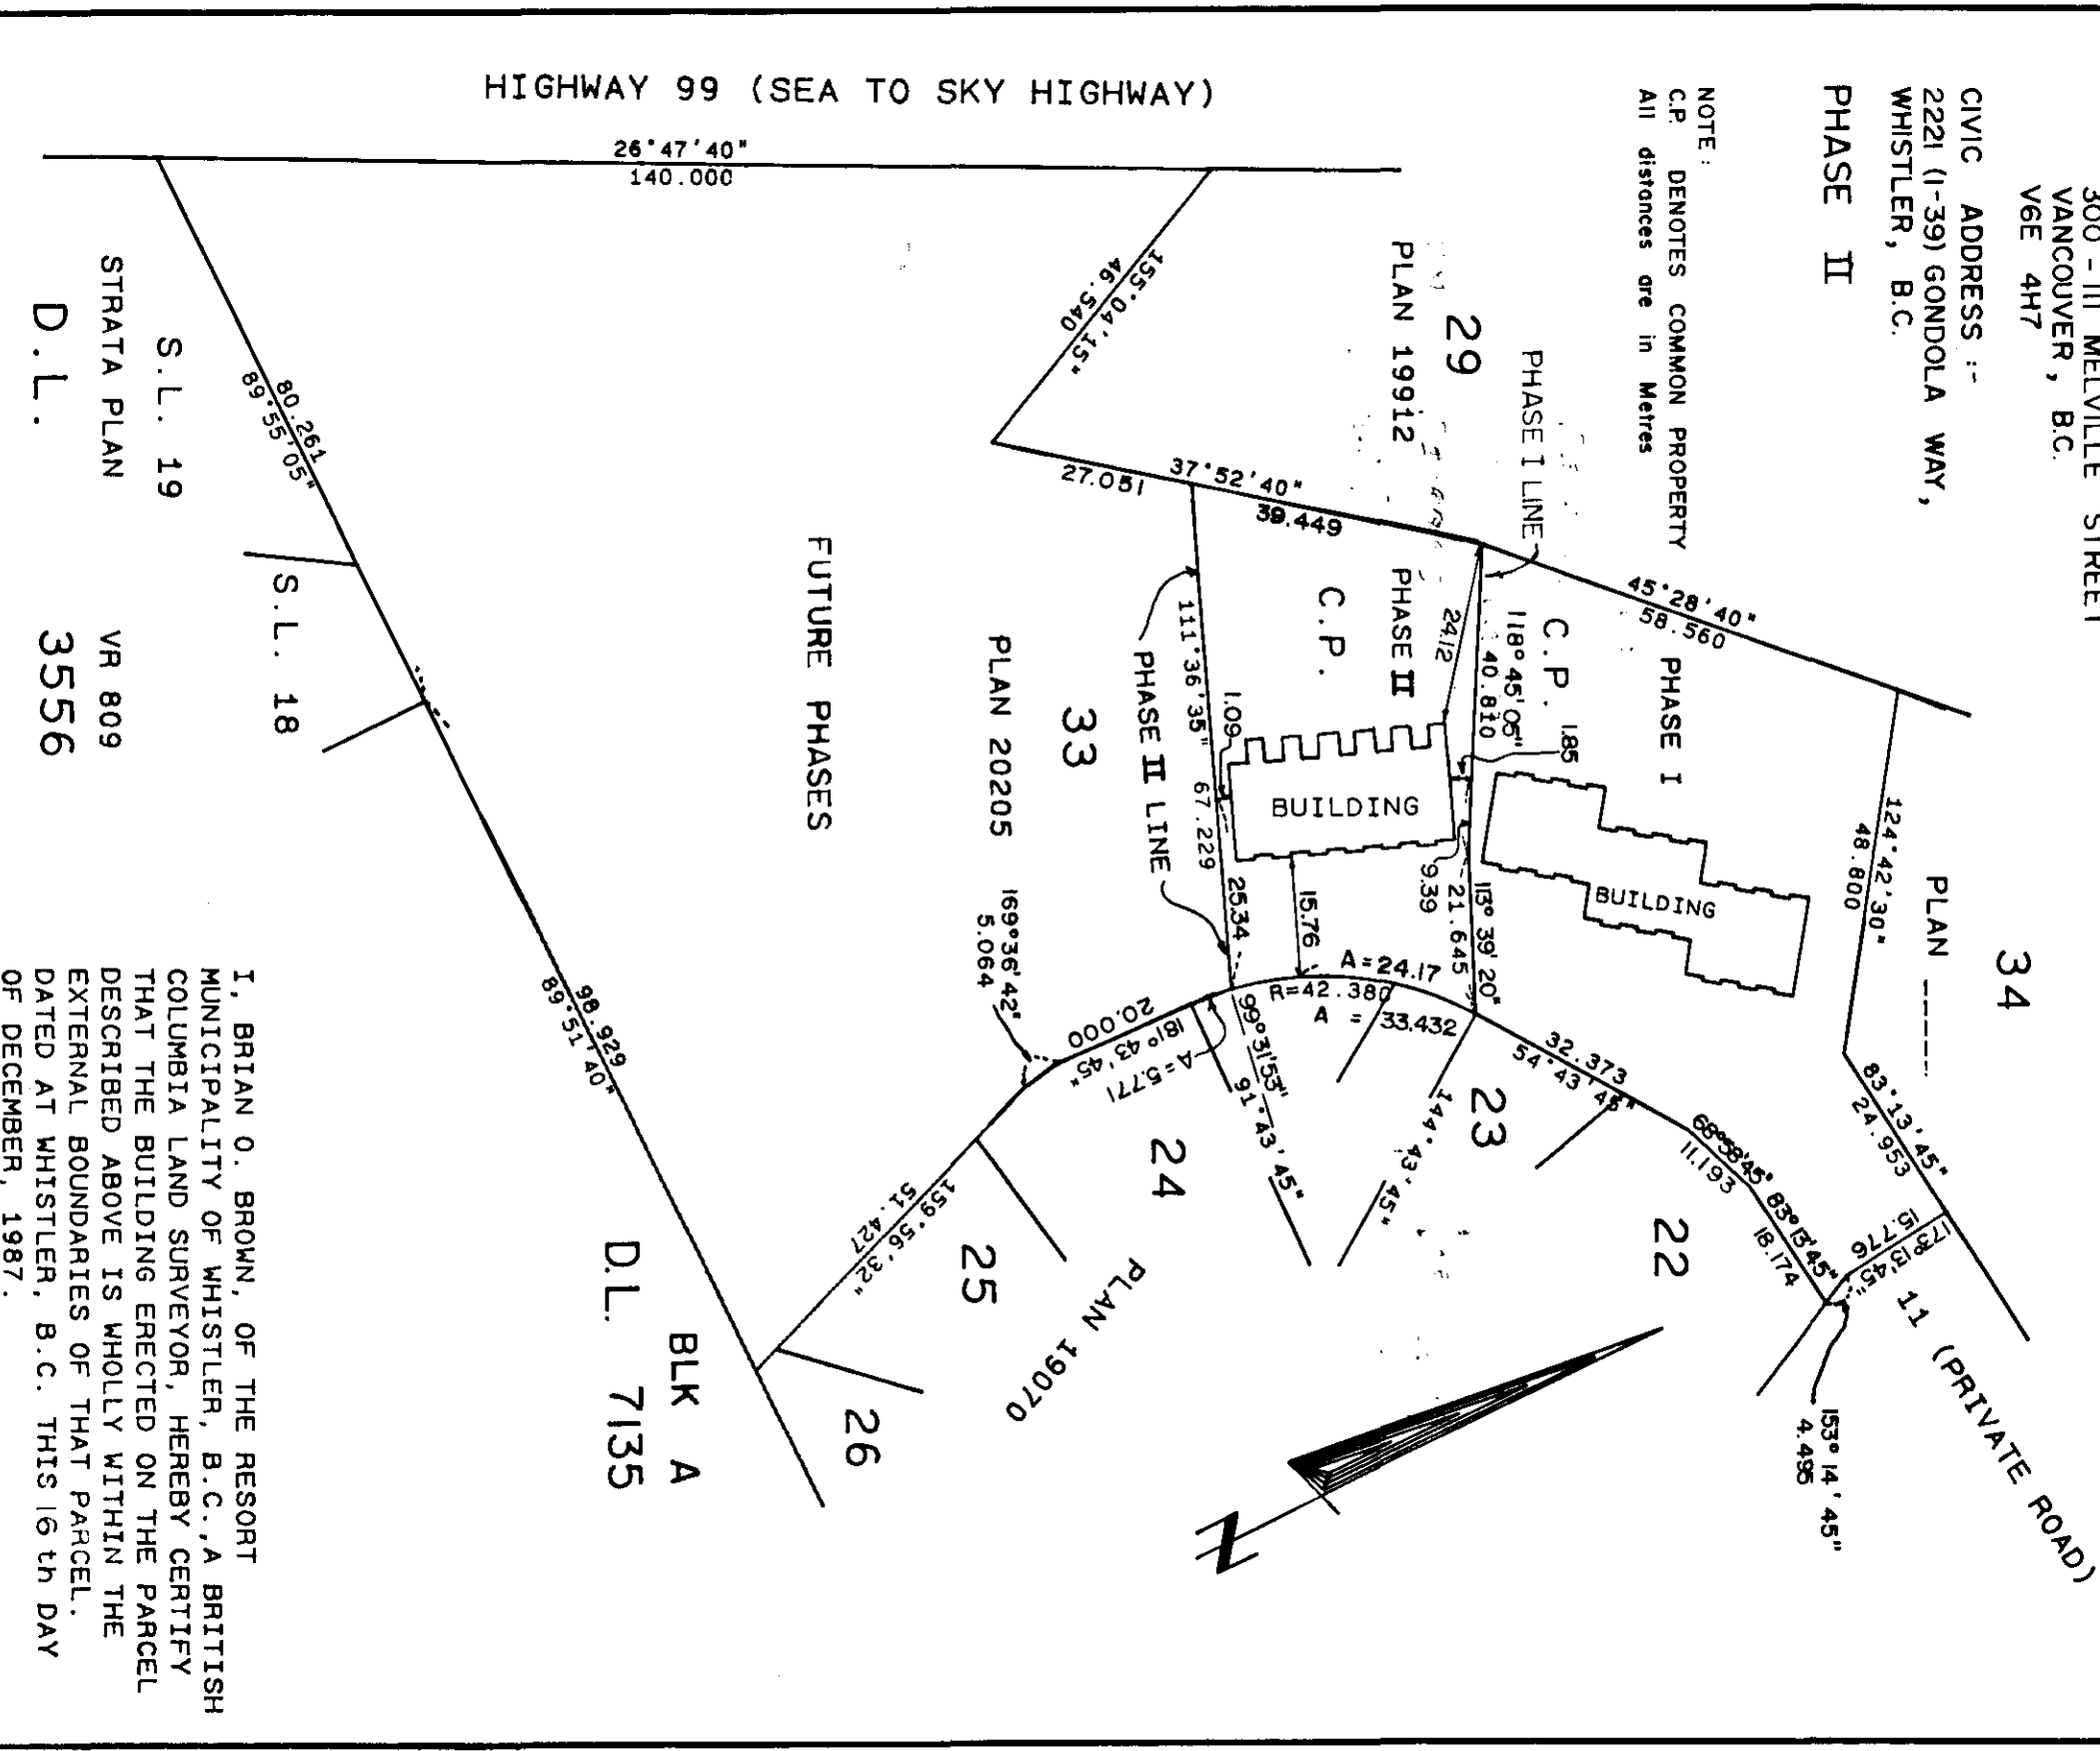 300 - 111 MELVILLE STREET
VANCOUVER, B.C.
V6E 4H7
CIVIC ADDRESS :-
2221 (1-39) GONDOLA WAY,
WHISTLER, B.C.
PHASE II
NOTE :
C.P. DENOTES COMMON PROPERTY
All distances are in Metres
HIGHWAY 99 (SEA TO SKY HIGHWAY)
26°47'40"
140.000
155°04'15"
46.540
29
PLAN 19912
PHASE I LINE
37°52'40"
27.051
39.449
45°28'40"
58.560
34
PLAN -------
124°42'30"
48.800
83°13'45"
24.953
173°13'45"
15.776
11 (PRIVATE ROAD)
153°14'45"
4.495
PHASE I
C.P.
118°45'05"
40.810
1.85
24.12
PHASE II
C.P.
BUILDING
BUILDING
1.09
9.39
21.645
113°39'20"
15.76
25.34
111°36'35" 67.229
PHASE II LINE
A=24.17
R=42.380
A = 33.432
99°31'53"
91°43'45"
144°43'45"
32.373
54°43'45"
68°58'45"
11.193
83°13'45"
18.174
22
23
24
25
26
PLAN 19070
A=5.771
181°43'45"
20.000
169°36'42"
5.064
159°56'32"
51.427
33
PLAN 20205
FUTURE PHASES
80.261
89°55'05"
98.929
89°51'40"
S.L. 19
S.L. 18
STRATA PLAN VR 809
D.L. 3556
BLK A
D.L. 7135
N
I, BRIAN O. BROWN, OF THE RESORT
MUNICIPALITY OF WHISTLER, B.C., A BRITISH
COLUMBIA LAND SURVEYOR, HEREBY CERTIFY
THAT THE BUILDING ERECTED ON THE PARCEL
DESCRIBED ABOVE IS WHOLLY WITHIN THE
EXTERNAL BOUNDARIES OF THAT PARCEL.
DATED AT WHISTLER, B.C. THIS 16 th DAY
OF DECEMBER, 1987.